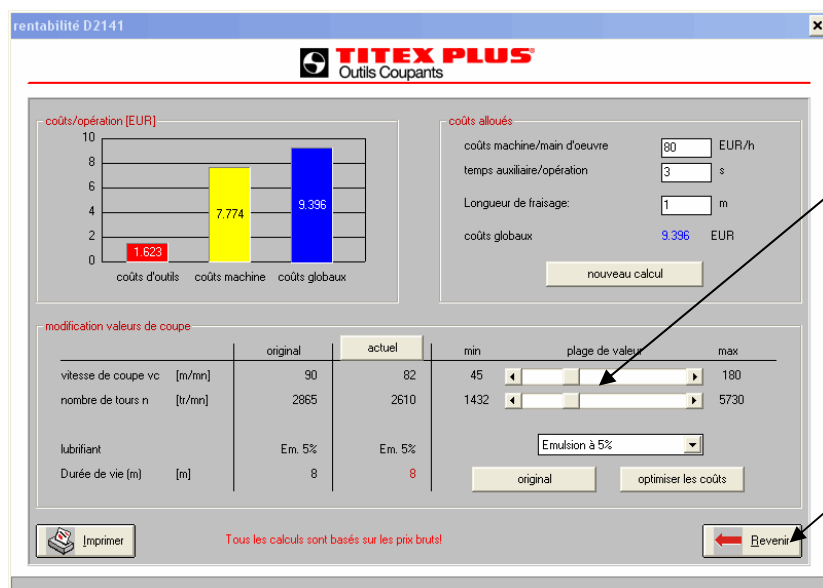 rentabilité D2141
TITEX PLUS
Outils Coupants
coûts/opération [EUR]
10
8
6
4
2
0
1.623
7.774
9.396
coûts d'outils coûts machine coûts globaux
coûts alloués
coûts machine/main d'oeuvre 80 EUR/h
temps auxiliaire/opération 3 s
Longueur de fraisage: 1 m
coûts globaux 9.396 EUR
nouveau calcul
modification valeurs de coupe
original actuel min plage de valeur max
vitesse de coupe vc [m/mn] 90 82 45 180
nombre de tours n [tr/mn] 2865 2610 1432 5730
lubrifiant Em. 5% Em. 5% Emulsion à 5%
Durée de vie (m) [m] 8 8 original optimiser les coûts
Imprimer Tous les calculs sont basés sur les prix bruts! Revenir